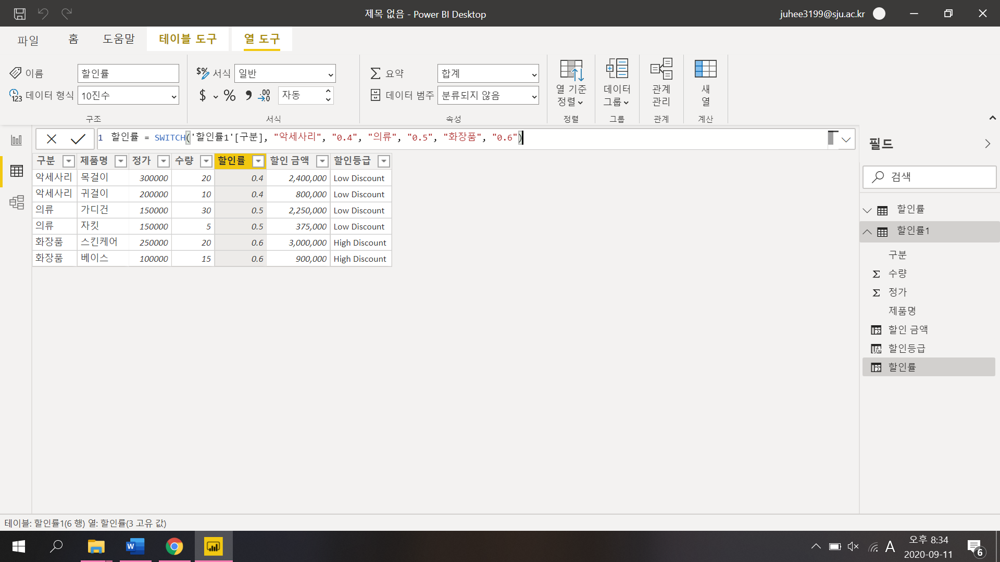 제목 없음 - Power BI Desktop
juhee3199@sju.ac.kr
파일 홈 도움말 테이블 도구 열 도구
이름 할인률
데이터 형식 10진수
구조
$% 서식 일반
$ % 9 .00 →.0 자동
서식
Σ 요약 합계
데이터 범주 분류되지 않음
속성
열 기준
정렬
정렬
데이터
그룹
그룹
관계
관리
관계
새
열
계산
1 할인률 = SWITCH('할인률1'[구분], "악세사리", "0.4", "의류", "0.5", "화장품", "0.6")
구분 제품명 정가 수량 할인률 할인 금액 할인등급
악세사리 목걸이 300000 20 0.4 2,400,000 Low Discount
악세사리 귀걸이 200000 10 0.4 800,000 Low Discount
의류 가디건 150000 30 0.5 2,250,000 Low Discount
의류 자킷 150000 5 0.5 375,000 Low Discount
화장품 스킨케어 250000 20 0.6 3,000,000 High Discount
화장품 베이스 100000 15 0.6 900,000 High Discount
필드
검색
할인률
할인률1
구분
Σ 수량
Σ 정가
제품명
할인 금액
할인등급
할인률
테이블: 할인률1(6 행) 열: 할인률(3 고유 값)
A
오후 8:34
2020-09-11
6